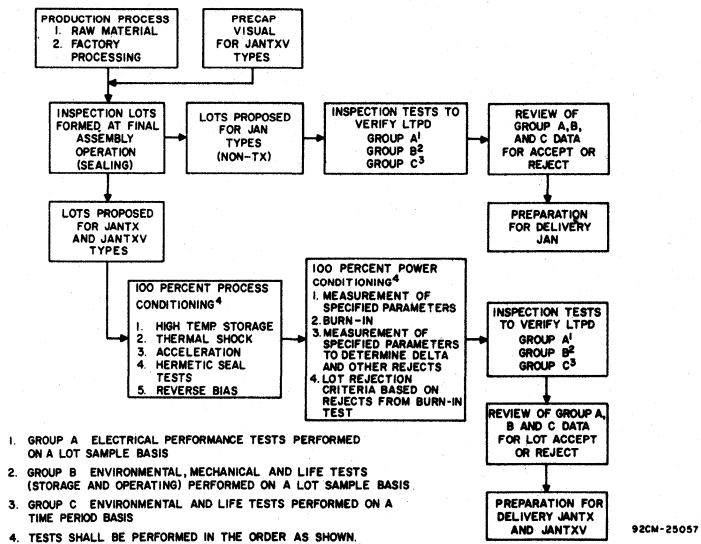 PRODUCTION PROCESS
1. RAW MATERIAL
2. FACTORY
PROCESSING
PRECAP
VISUAL
FOR JANTXV
TYPES
INSPECTION LOTS
FORMED AT FINAL
ASSEMBLY
OPERATION
(SEALING)
LOTS PROPOSED
FOR JAN
TYPES
(NON-TX)
INSPECTION TESTS TO
VERIFY LTPD
GROUP A1
GROUP B2
GROUP C3
REVIEW OF
GROUP A,B,
AND C DATA
FOR ACCEPT OR
REJECT
PREPARATION
FOR DELIVERY
JAN
LOTS PROPOSED
FOR JANTX
AND JANTXV
TYPES
100 PERCENT PROCESS
CONDITIONING4
1. HIGH TEMP STORAGE
2. THERMAL SHOCK
3. ACCELERATION
4. HERMETIC SEAL
TESTS
5. REVERSE BIAS
100 PERCENT POWER
CONDITIONING4
1. MEASUREMENT OF
SPECIFIED PARAMETERS
2. BURN-IN
3. MEASUREMENT OF
SPECIFIED PARAMETERS
TO DETERMINE DELTA
AND OTHER REJECTS
4. LOT REJECTION
CRITERIA BASED ON
REJECTS FROM BURN-IN
TEST
INSPECTION TESTS
TO VERIFY LTPD
GROUP A1
GROUP B2
GROUP C3
REVIEW OF GROUP A,
B AND C DATA
FOR LOT ACCEPT
OR REJECT
PREPARATION FOR
DELIVERY JANTX
AND JANTXV
1. GROUP A ELECTRICAL PERFORMANCE TESTS PERFORMED
ON A LOT SAMPLE BASIS
2. GROUP B ENVIRONMENTAL, MECHANICAL AND LIFE TESTS
(STORAGE AND OPERATING) PERFORMED ON A LOT SAMPLE BASIS
3. GROUP C ENVIRONMENTAL AND LIFE TESTS PERFORMED ON A
TIME PERIOD BASIS
4. TESTS SHALL BE PERFORMED IN THE ORDER AS SHOWN.
92CM-25057